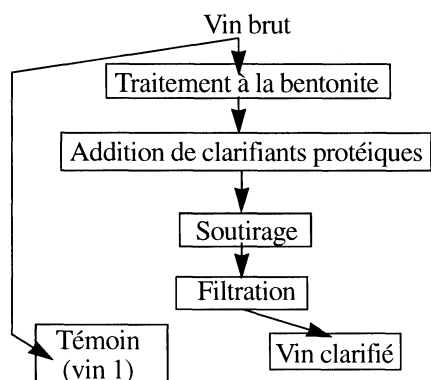 Vin brut
Traitement à la bentonite
Addition de clarifiants protéiques
Soutirage
Filtration
Témoin
(vin 1)
Vin clarifié